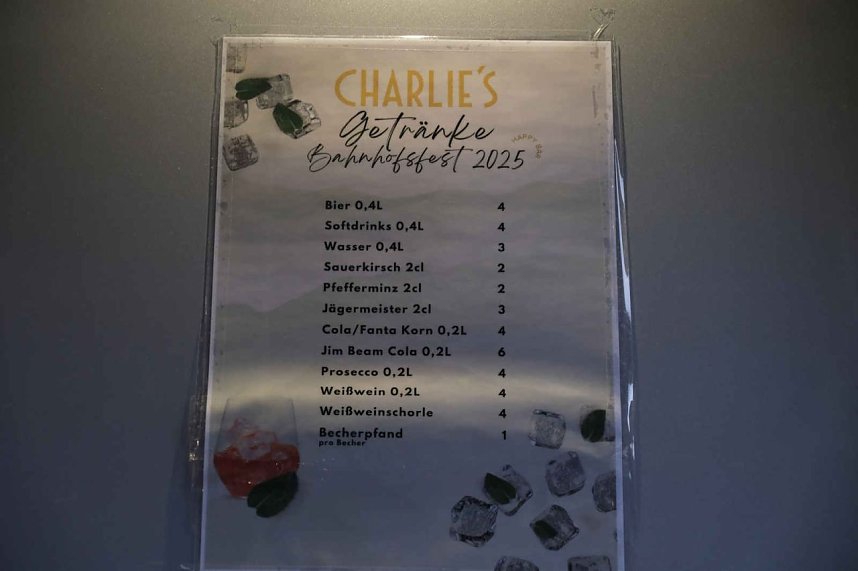 CHARLIE'S
Getränke
Bahnhofsfest 2025
HAPPY BAR
Bier 0,4L 4
Softdrinks 0,4L 4
Wasser 0,4L 3
Sauerkirsch 2cl 2
Pfefferminz 2cl 2
Jägermeister 2cl 3
Cola/Fanta Korn 0,2L 4
Jim Beam Cola 0,2L 6
Prosecco 0,2L 4
Weißwein 0,2L 4
Weißweinschorle 4
Becherpfand 1
pro Becher